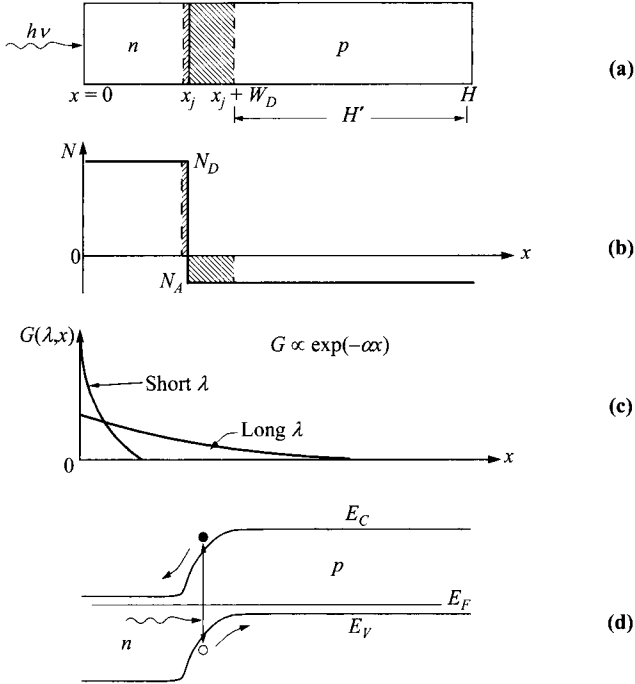 hν
n
p
(a)
x = 0
x_j
x_j + W_D
H
H′
N
N_D
0
x
(b)
N_A
G(λ,x)
G ∝ exp(−αx)
Short λ
Long λ
(c)
0
x
E_C
p
E_F
E_V
n
(d)